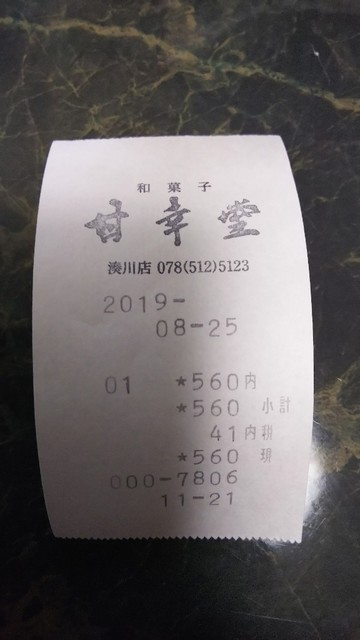 和菓子
甘幸堂
湊川店 078(512)5123
2019-
08-25
01 ★560内
★560 小計
41内税
★560 現
000-7806
11-21